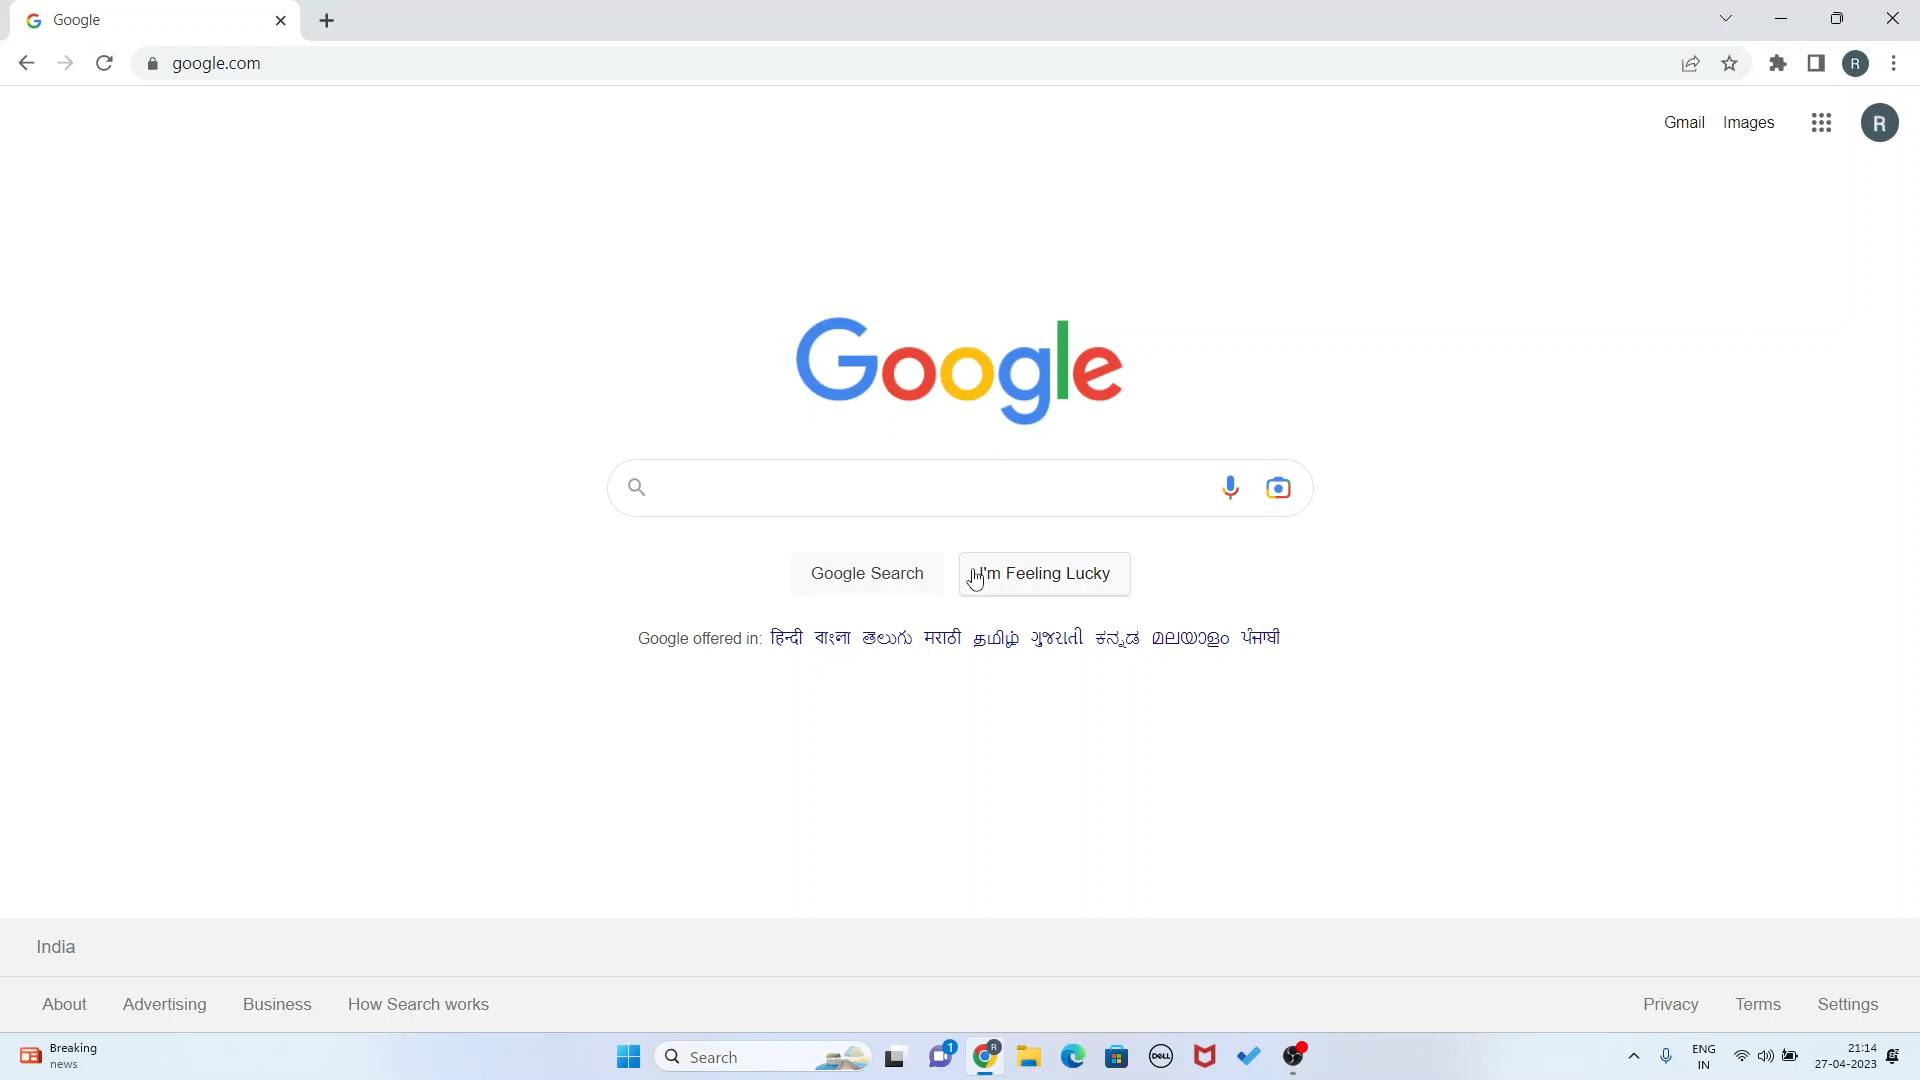 Google
google.com
R
Gmail Images R
Google
Google Search I'm Feeling Lucky
Google offered in: हिन्दी বাংলা తెలుగు मराठी தமிழ் ગુજરાતી ಕನ್ನಡ മലയാളം ਪੰਜਾਬੀ
India
About Advertising Business How Search works Privacy Terms Settings
Breaking
news
Search
1
R
DELL
ENG
IN
21:14
27-04-2023